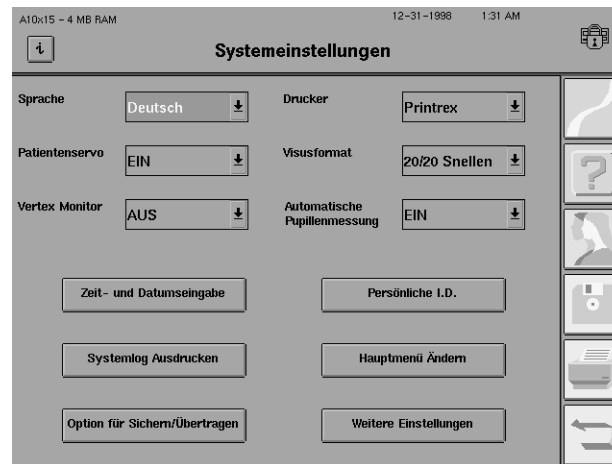 A10x15 - 4 MB RAM
12-31-1998 1:31 AM
i
Systemeinstellungen
Sprache
Deutsch
Drucker
Printrex
Patientenservo
EIN
Visusformat
20/20 Snellen
Vertex Monitor
AUS
Automatische
Pupillenmessung
EIN
Zeit- und Datumseingabe
Persönliche I.D.
Systemlog Ausdrucken
Hauptmenü Ändern
Option für Sichern/Übertragen
Weitere Einstellungen
?